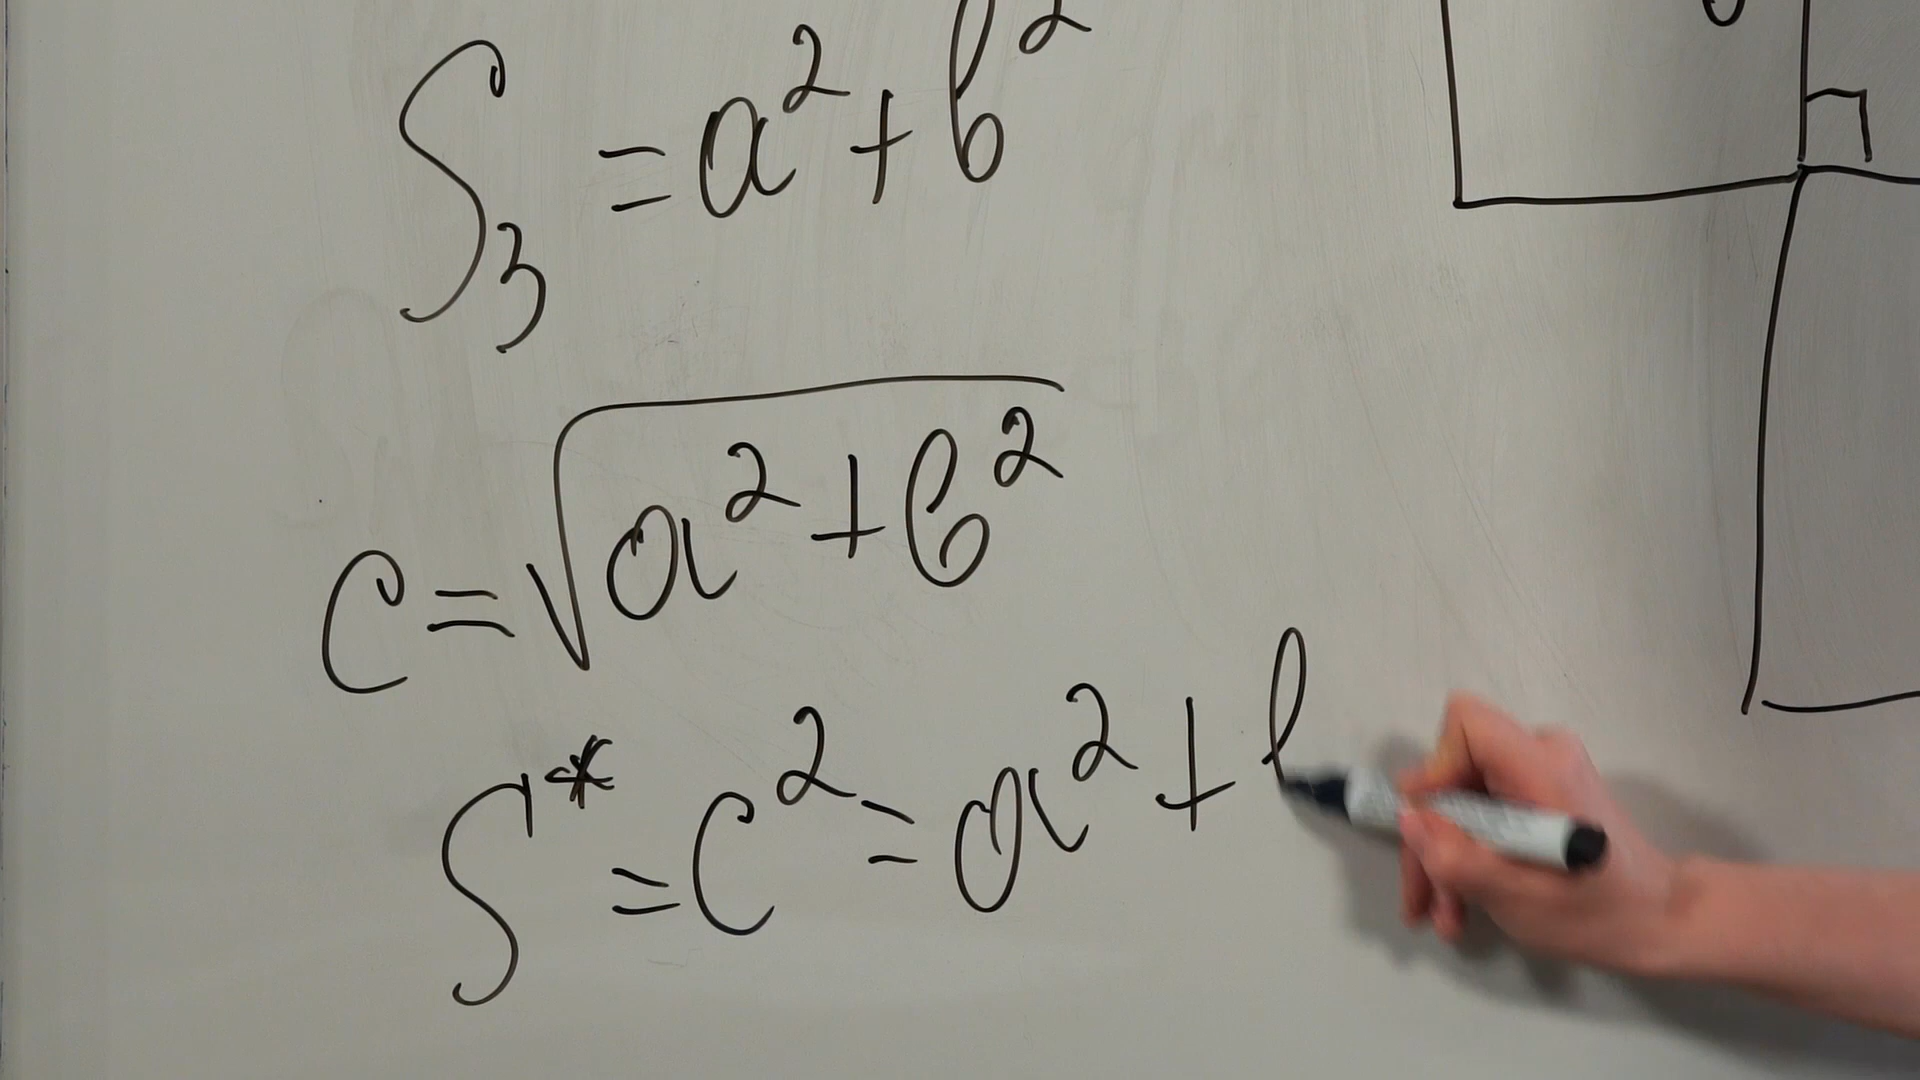 S₃ = a² + b²
c = √(a² + b²)
S* = c² = a² + b